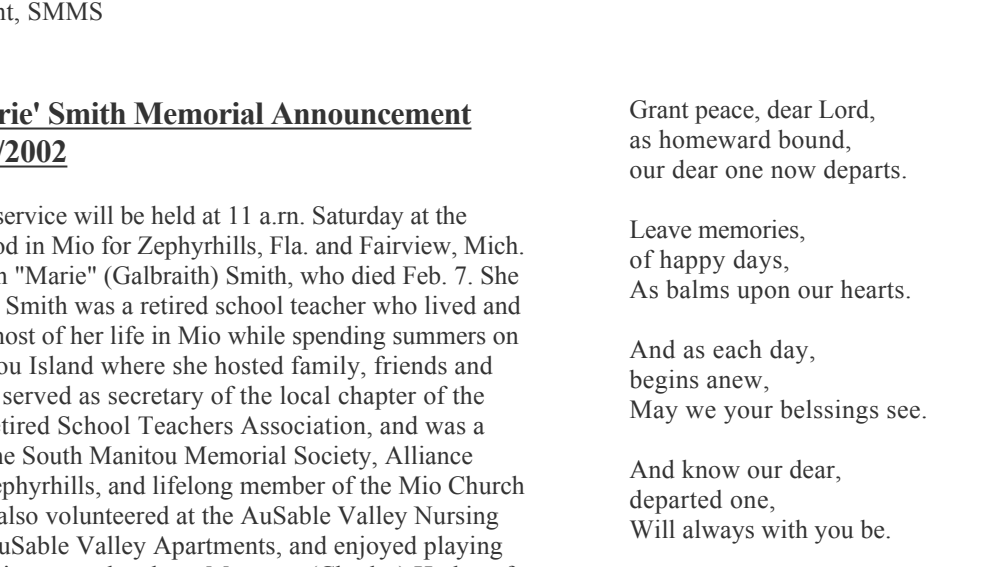 nt, SMMS
rie' Smith Memorial Announcement
/2002
service will be held at 11 a.rn. Saturday at the
od in Mio for Zephyrhills, Fla. and Fairview, Mich.
n "Marie" (Galbraith) Smith, who died Feb. 7. She
Smith was a retired school teacher who lived and
nost of her life in Mio while spending summers on
ou Island where she hosted family, friends and
served as secretary of the local chapter of the
etired School Teachers Association, and was a
he South Manitou Memorial Society, Alliance
ephyrhills, and lifelong member of the Mio Church
also volunteered at the AuSable Valley Nursing
uSable Valley Apartments, and enjoyed playing
Grant peace, dear Lord,
as homeward bound,
our dear one now departs.
Leave memories,
of happy days,
As balms upon our hearts.
And as each day,
begins anew,
May we your belssings see.
And know our dear,
departed one,
Will always with you be.